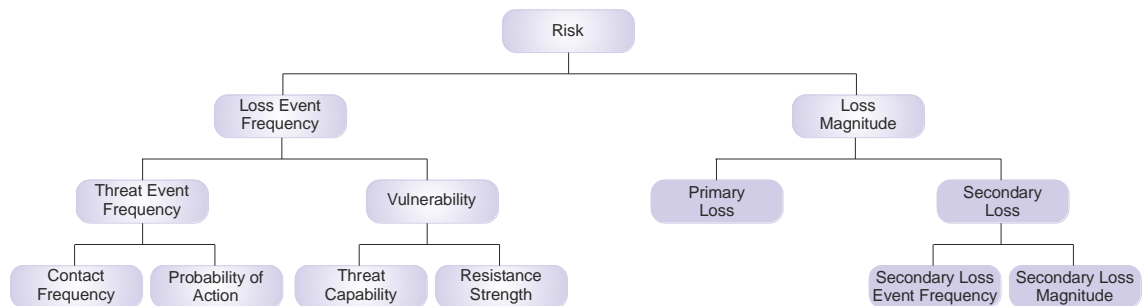 Risk
Loss Event
Frequency
Loss
Magnitude
Threat Event
Frequency
Vulnerability
Primary
Loss
Secondary
Loss
Contact
Frequency
Probability of
Action
Threat
Capability
Resistance
Strength
Secondary Loss
Event Frequency
Secondary Loss
Magnitude